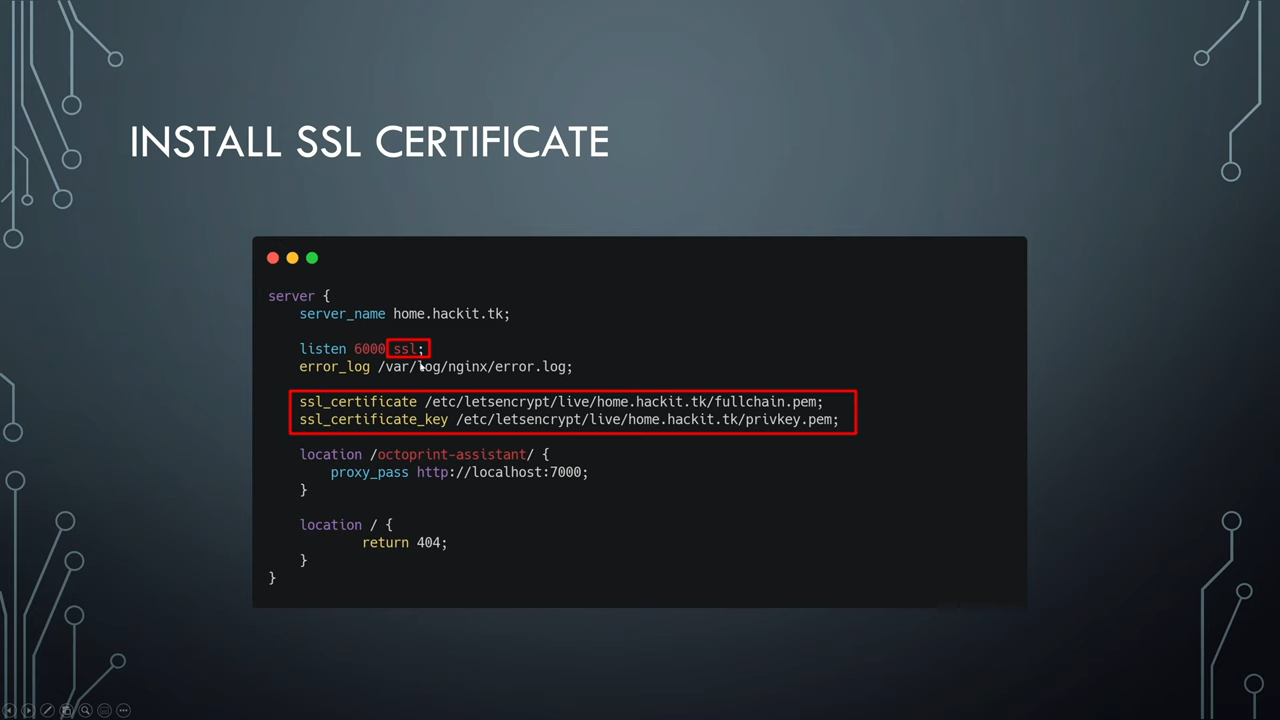 INSTALL SSL CERTIFICATE
server {
    server_name home.hackit.tk;
    listen 6000 ssl;
    error_log /var/log/nginx/error.log;
    ssl_certificate /etc/letsencrypt/live/home.hackit.tk/fullchain.pem;
    ssl_certificate_key /etc/letsencrypt/live/home.hackit.tk/privkey.pem;
    location /octoprint-assistant/ {
        proxy_pass http://localhost:7000;
    }
    location / {
            return 404;
    }
}